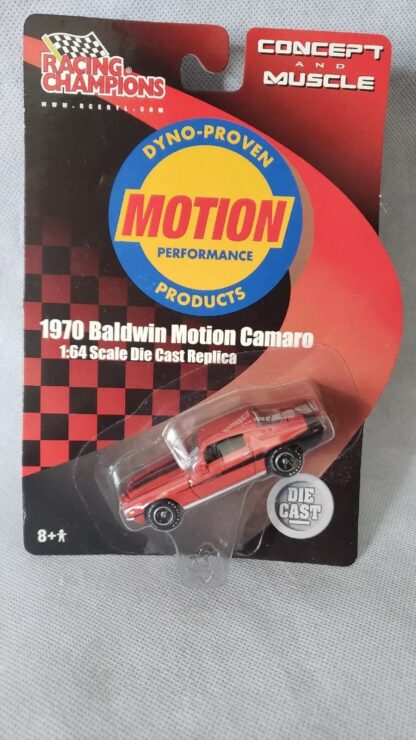 RACING
CHAMPIONS®
WWW.RCERTL.COM
CONCEPT
AND
MUSCLE
DYNO-PROVEN
MOTION
PERFORMANCE
PRODUCTS
1970 Baldwin Motion Camaro
1:64 Scale Die Cast Replica
DIE
CAST
8+